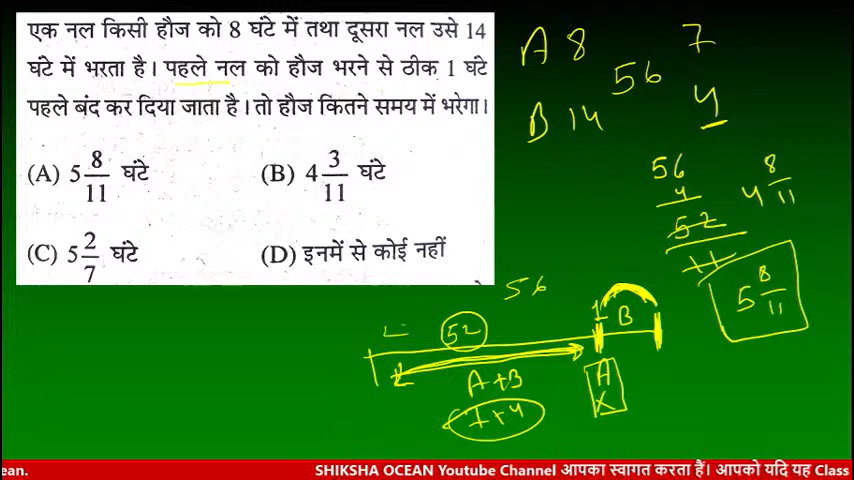 एक नल किसी हौज को 8 घंटे में तथा दूसरा नल उसे 14
घंटे में भरता है। पहले नल को हौज भरने से ठीक 1 घंटे
पहले बंद कर दिया जाता है। तो हौज कितने समय में भरेगा।
(A) 5 8/11 घंटे
(B) 4 3/11 घंटे
(C) 5 2/7 घंटे
(D) इनमें से कोई नहीं
A 8
7
56
B 14
4
56
4
52
11
4 8/11
5 8/11
56
52
1
B
A+B
7+4
A
X
ean.
SHIKSHA OCEAN Youtube Channel आपका स्वागत करता हैं। आपको यदि यह Class